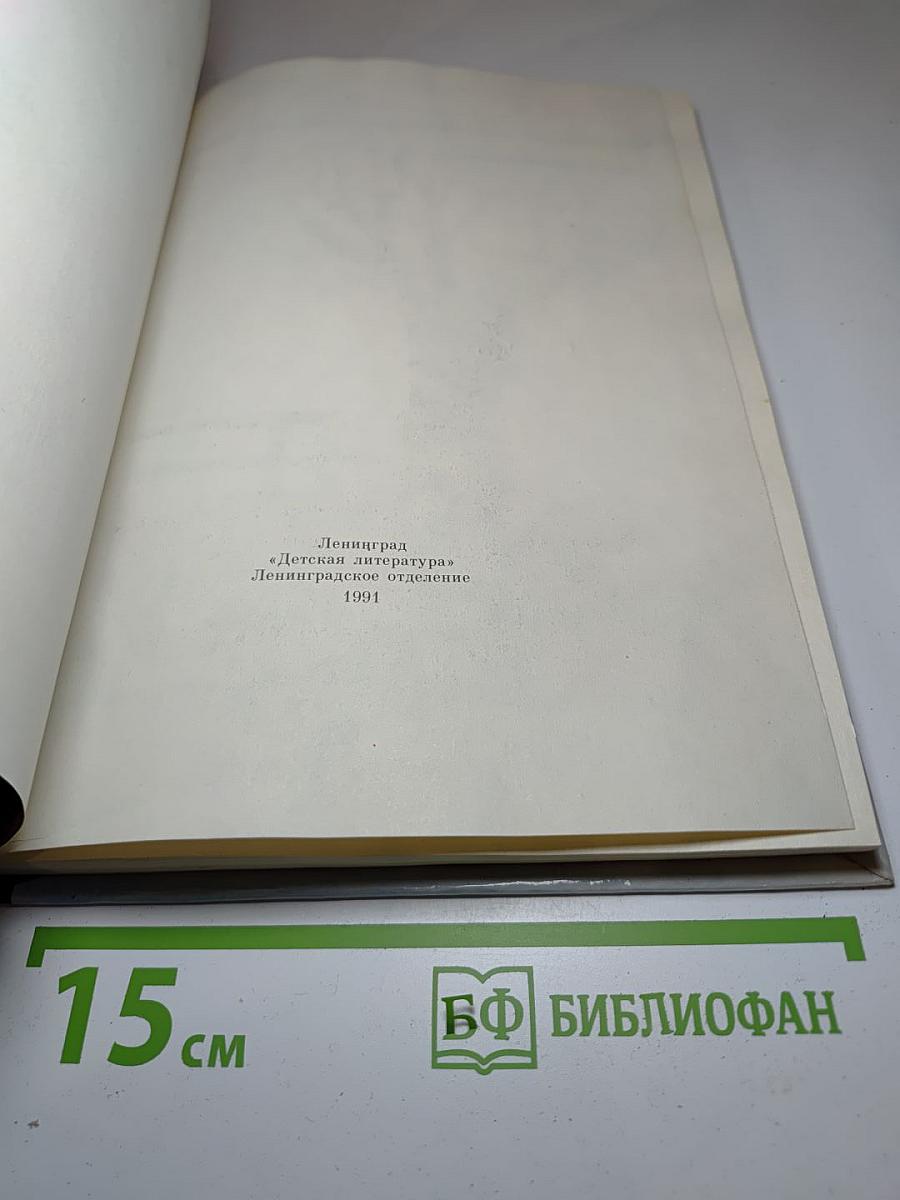 Ленинград
«Детская литература»
Ленинградское отделение
1991
15 см
БФ БИБЛИОФАН